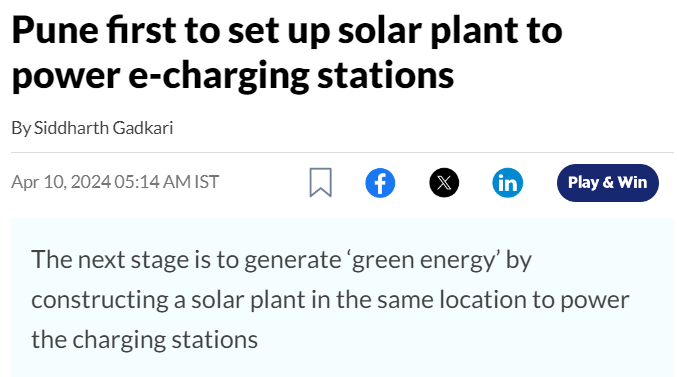 Pune first to set up solar plant to
power e-charging stations
By Siddharth Gadkari
Apr 10, 2024 05:14 AM IST
Play & Win
The next stage is to generate ‘green energy’ by
constructing a solar plant in the same location to power
the charging stations